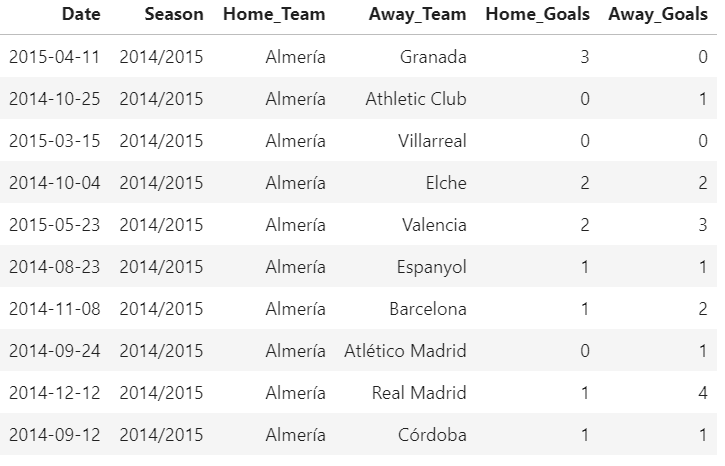 Date Season Home_Team Away_Team Home_Goals Away_Goals
2015-04-11 2014/2015 Almería Granada 3 0
2014-10-25 2014/2015 Almería Athletic Club 0 1
2015-03-15 2014/2015 Almería Villarreal 0 0
2014-10-04 2014/2015 Almería Elche 2 2
2015-05-23 2014/2015 Almería Valencia 2 3
2014-08-23 2014/2015 Almería Espanyol 1 1
2014-11-08 2014/2015 Almería Barcelona 1 2
2014-09-24 2014/2015 Almería Atlético Madrid 0 1
2014-12-12 2014/2015 Almería Real Madrid 1 4
2014-09-12 2014/2015 Almería Córdoba 1 1